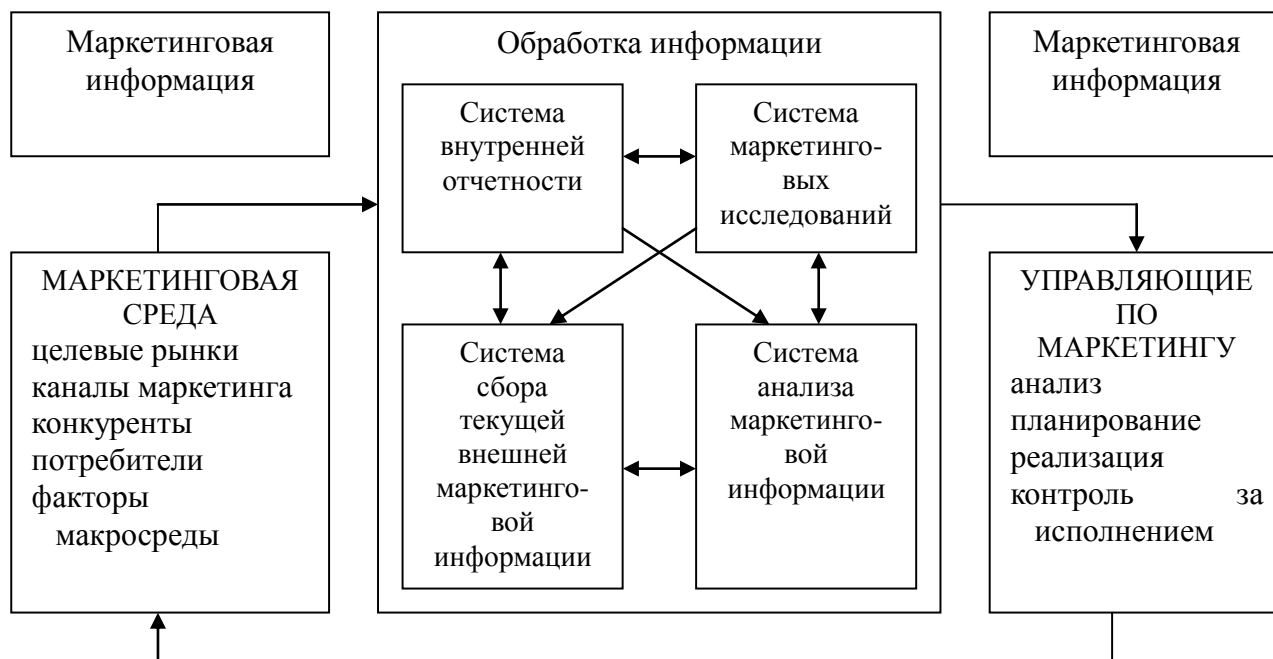 Маркетинговая
информация
Обработка информации
Система
внутренней
отчетности
Система
маркетинго-
вых
исследований
Маркетинговая
информация
МАРКЕТИНГОВАЯ
СРЕДА
целевые рынки
каналы маркетинга
конкуренты
потребители
факторы
макросреды
Система
сбора
текущей
внешней
маркетинго-
вой
информации
Система
анализа
маркетинго-
вой
информации
УПРАВЛЯЮЩИЕ
ПО
МАРКЕТИНГУ
анализ
планирование
реализация
контроль за
исполнением